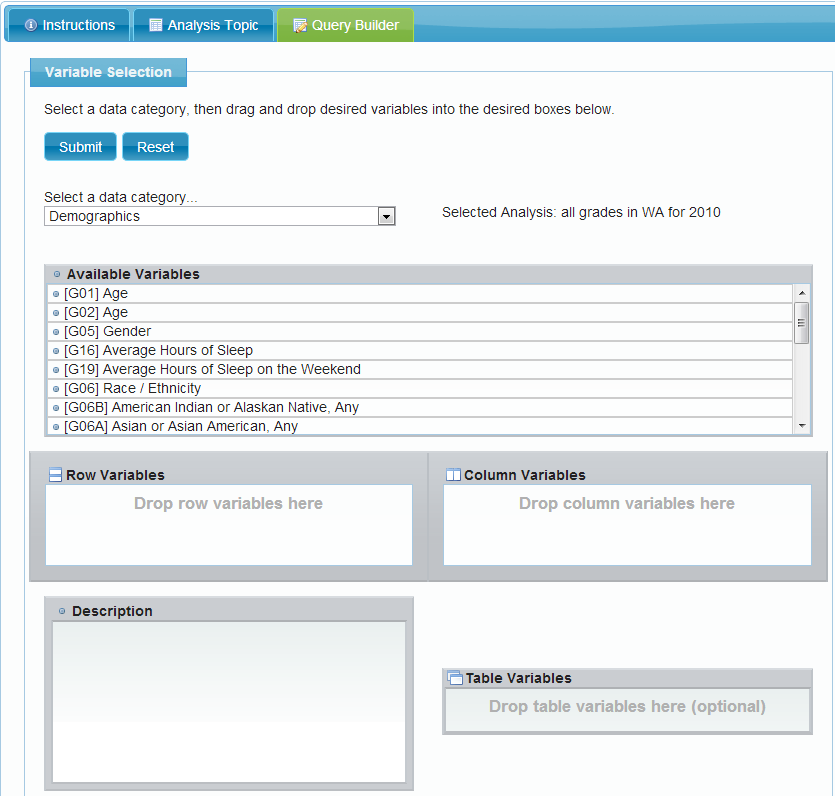 Instructions Analysis Topic Query Builder
Variable Selection
Select a data category, then drag and drop desired variables into the desired boxes below.
Submit Reset
Select a data category...
Demographics
Selected Analysis: all grades in WA for 2010
Available Variables
[G01] Age
[G02] Age
[G05] Gender
[G16] Average Hours of Sleep
[G19] Average Hours of Sleep on the Weekend
[G06] Race / Ethnicity
[G06B] American Indian or Alaskan Native, Any
[G06A] Asian or Asian American, Any
Row Variables
Drop row variables here
Column Variables
Drop column variables here
Description
Table Variables
Drop table variables here (optional)